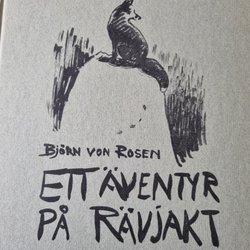 BJÖRN VON ROSEN
ETT ÄVENTYR
PÅ RÄVJAKT